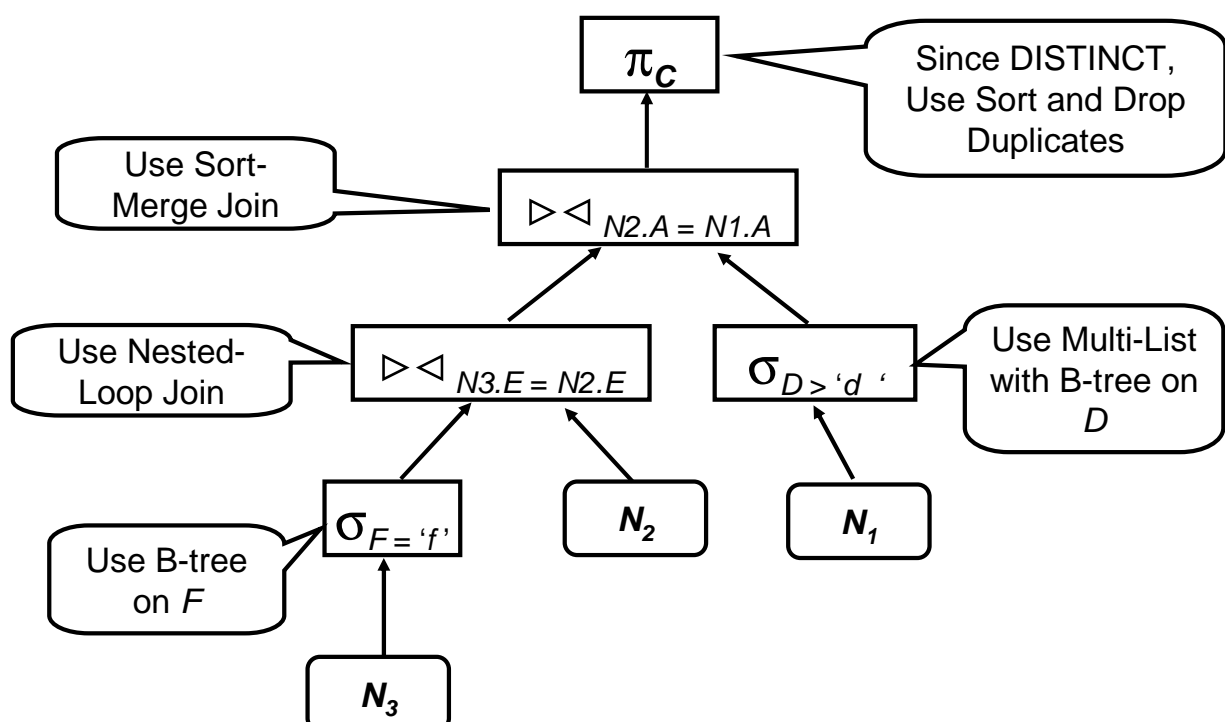 π_C
Since DISTINCT,
Use Sort and Drop
Duplicates
Use Sort-
Merge Join
▷◁ N2.A = N1.A
Use Nested-
Loop Join
▷◁ N3.E = N2.E
σ D > ‘d ‘
Use Multi-List
with B-tree on
D
Use B-tree
on F
σ F = ‘f’
N2
N1
N3